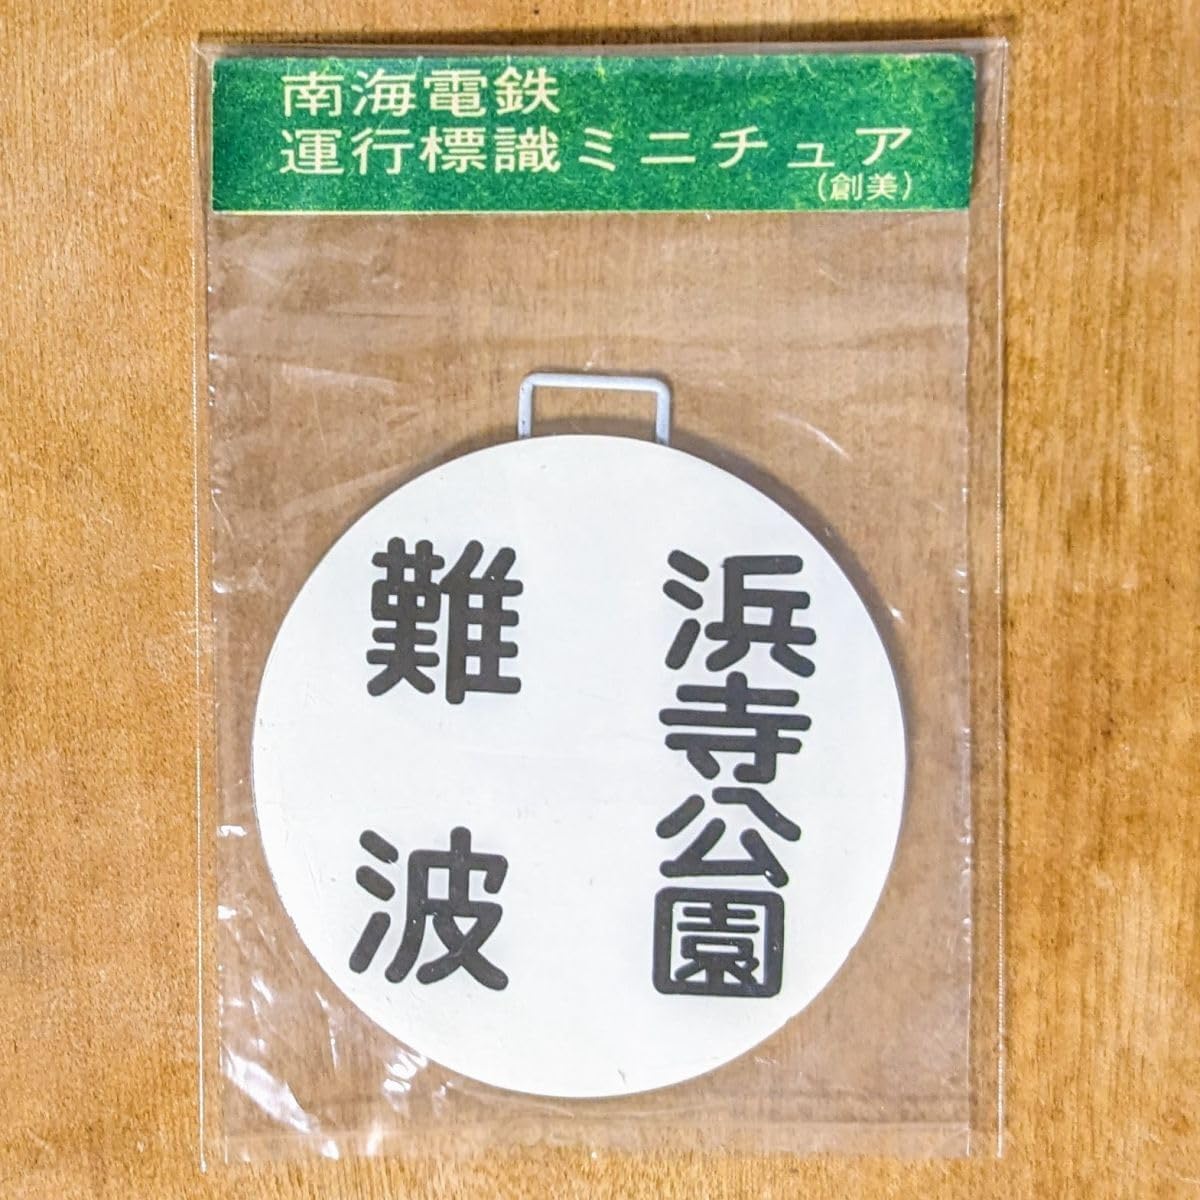 南海電鉄
運行標識ミニチュア
(創美)
浜寺公園
難波